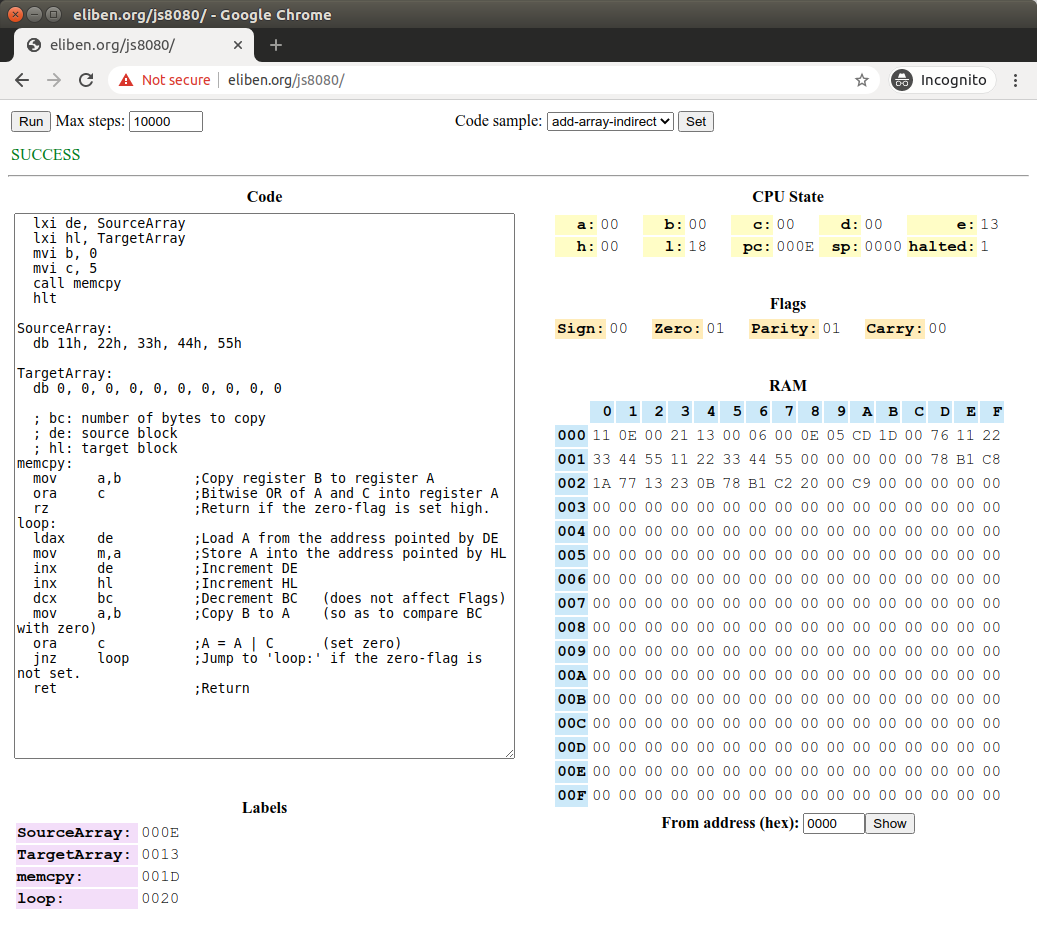 eliben.org/js8080/ - Google Chrome
eliben.org/js8080/
Not secure eliben.org/js8080/ Incognito
Run Max steps: 10000 Code sample: add-array-indirect Set
SUCCESS
Code
  lxi de, SourceArray
  lxi hl, TargetArray
  mvi b, 0
  mvi c, 5
  call memcpy
  hlt
SourceArray:
  db 11h, 22h, 33h, 44h, 55h
TargetArray:
  db 0, 0, 0, 0, 0, 0, 0, 0, 0, 0
  ; bc: number of bytes to copy
  ; de: source block
  ; hl: target block
memcpy:
  mov     a,b         ;Copy register B to register A
  ora     c           ;Bitwise OR of A and C into register A
  rz                  ;Return if the zero-flag is set high.
loop:
  ldax    de          ;Load A from the address pointed by DE
  mov     m,a         ;Store A into the address pointed by HL
  inx     de          ;Increment DE
  inx     hl          ;Increment HL
  dcx     bc          ;Decrement BC   (does not affect Flags)
  mov     a,b         ;Copy B to A    (so as to compare BC
with zero)
  ora     c           ;A = A | C      (set zero)
  jnz     loop        ;Jump to 'loop:' if the zero-flag is
not set.
  ret                 ;Return
Labels
SourceArray: 000E
TargetArray: 0013
memcpy: 001D
loop: 0020
CPU State
a: 00 b: 00 c: 00 d: 00 e: 13
h: 00 l: 18 pc: 000E sp: 0000 halted: 1
Flags
Sign: 00 Zero: 01 Parity: 01 Carry: 00
RAM
0 1 2 3 4 5 6 7 8 9 A B C D E F
000 11 0E 00 21 13 00 06 00 0E 05 CD 1D 00 76 11 22
001 33 44 55 11 22 33 44 55 00 00 00 00 00 78 B1 C8
002 1A 77 13 23 0B 78 B1 C2 20 00 C9 00 00 00 00 00
003 00 00 00 00 00 00 00 00 00 00 00 00 00 00 00 00
004 00 00 00 00 00 00 00 00 00 00 00 00 00 00 00 00
005 00 00 00 00 00 00 00 00 00 00 00 00 00 00 00 00
006 00 00 00 00 00 00 00 00 00 00 00 00 00 00 00 00
007 00 00 00 00 00 00 00 00 00 00 00 00 00 00 00 00
008 00 00 00 00 00 00 00 00 00 00 00 00 00 00 00 00
009 00 00 00 00 00 00 00 00 00 00 00 00 00 00 00 00
00A 00 00 00 00 00 00 00 00 00 00 00 00 00 00 00 00
00B 00 00 00 00 00 00 00 00 00 00 00 00 00 00 00 00
00C 00 00 00 00 00 00 00 00 00 00 00 00 00 00 00 00
00D 00 00 00 00 00 00 00 00 00 00 00 00 00 00 00 00
00E 00 00 00 00 00 00 00 00 00 00 00 00 00 00 00 00
00F 00 00 00 00 00 00 00 00 00 00 00 00 00 00 00 00
From address (hex): 0000 Show